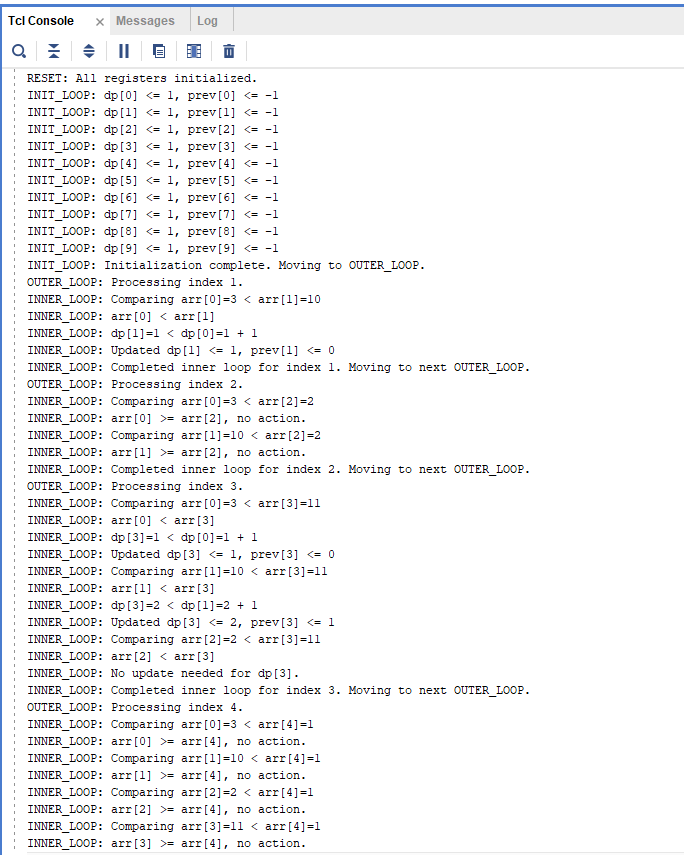 Tcl Console × Messages Log
RESET: All registers initialized.
INIT_LOOP: dp[0] <= 1, prev[0] <= -1
INIT_LOOP: dp[1] <= 1, prev[1] <= -1
INIT_LOOP: dp[2] <= 1, prev[2] <= -1
INIT_LOOP: dp[3] <= 1, prev[3] <= -1
INIT_LOOP: dp[4] <= 1, prev[4] <= -1
INIT_LOOP: dp[5] <= 1, prev[5] <= -1
INIT_LOOP: dp[6] <= 1, prev[6] <= -1
INIT_LOOP: dp[7] <= 1, prev[7] <= -1
INIT_LOOP: dp[8] <= 1, prev[8] <= -1
INIT_LOOP: dp[9] <= 1, prev[9] <= -1
INIT_LOOP: Initialization complete. Moving to OUTER_LOOP.
OUTER_LOOP: Processing index 1.
INNER_LOOP: Comparing arr[0]=3 < arr[1]=10
INNER_LOOP: arr[0] < arr[1]
INNER_LOOP: dp[1]=1 < dp[0]=1 + 1
INNER_LOOP: Updated dp[1] <= 1, prev[1] <= 0
INNER_LOOP: Completed inner loop for index 1. Moving to next OUTER_LOOP.
OUTER_LOOP: Processing index 2.
INNER_LOOP: Comparing arr[0]=3 < arr[2]=2
INNER_LOOP: arr[0] >= arr[2], no action.
INNER_LOOP: Comparing arr[1]=10 < arr[2]=2
INNER_LOOP: arr[1] >= arr[2], no action.
INNER_LOOP: Completed inner loop for index 2. Moving to next OUTER_LOOP.
OUTER_LOOP: Processing index 3.
INNER_LOOP: Comparing arr[0]=3 < arr[3]=11
INNER_LOOP: arr[0] < arr[3]
INNER_LOOP: dp[3]=1 < dp[0]=1 + 1
INNER_LOOP: Updated dp[3] <= 1, prev[3] <= 0
INNER_LOOP: Comparing arr[1]=10 < arr[3]=11
INNER_LOOP: arr[1] < arr[3]
INNER_LOOP: dp[3]=2 < dp[1]=2 + 1
INNER_LOOP: Updated dp[3] <= 2, prev[3] <= 1
INNER_LOOP: Comparing arr[2]=2 < arr[3]=11
INNER_LOOP: arr[2] < arr[3]
INNER_LOOP: No update needed for dp[3].
INNER_LOOP: Completed inner loop for index 3. Moving to next OUTER_LOOP.
OUTER_LOOP: Processing index 4.
INNER_LOOP: Comparing arr[0]=3 < arr[4]=1
INNER_LOOP: arr[0] >= arr[4], no action.
INNER_LOOP: Comparing arr[1]=10 < arr[4]=1
INNER_LOOP: arr[1] >= arr[4], no action.
INNER_LOOP: Comparing arr[2]=2 < arr[4]=1
INNER_LOOP: arr[2] >= arr[4], no action.
INNER_LOOP: Comparing arr[3]=11 < arr[4]=1
INNER_LOOP: arr[3] >= arr[4], no action.